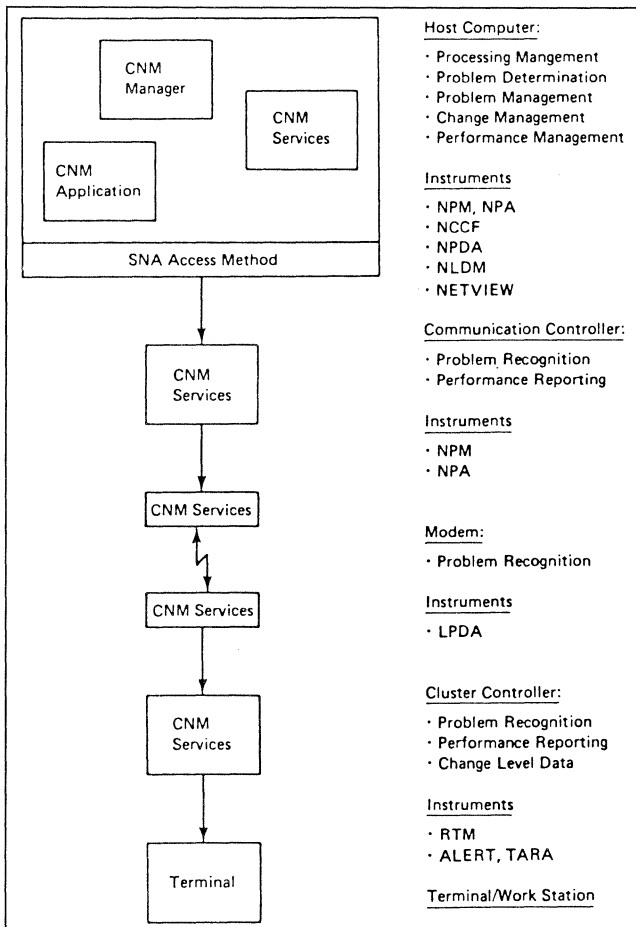 CNM
Manager
CNM
Services
CNM
Application
SNA Access Method
CNM
Services
CNM Services
CNM Services
CNM
Services
Terminal
Host Computer:
· Processing Mangement
· Problem Determination
· Problem Management
· Change Management
· Performance Management
Instruments
· NPM, NPA
· NCCF
· NPDA
· NLDM
· NETVIEW
Communication Controller:
· Problem Recognition
· Performance Reporting
Instruments
· NPM
· NPA
Modem:
· Problem Recognition
Instruments
· LPDA
Cluster Controller:
· Problem Recognition
· Performance Reporting
· Change Level Data
Instruments
· RTM
· ALERT, TARA
Terminal/Work Station